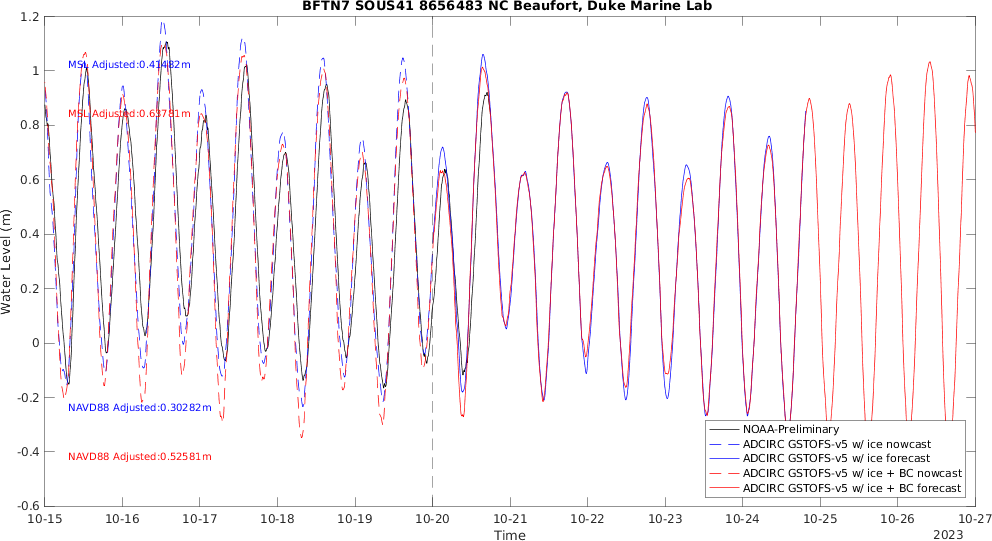 BFTN7 SOUS41 8656483 NC Beaufort, Duke Marine Lab
1.2
1
0.8
0.6
0.4
0.2
0
-0.2
-0.4
-0.6
Water Level (m)
MSL Adjusted:0.41482m
MSL Adjusted:0.63781m
NAVD88 Adjusted:0.30282m
NAVD88 Adjusted:0.52581m
NOAA-Preliminary
ADCIRC GSTOFS-v5 w/ ice nowcast
ADCIRC GSTOFS-v5 w/ ice forecast
ADCIRC GSTOFS-v5 w/ ice + BC nowcast
ADCIRC GSTOFS-v5 w/ ice + BC forecast
10-15 10-16 10-17 10-18 10-19 10-20 10-21 10-22 10-23 10-24 10-25 10-26 10-27
Time
2023